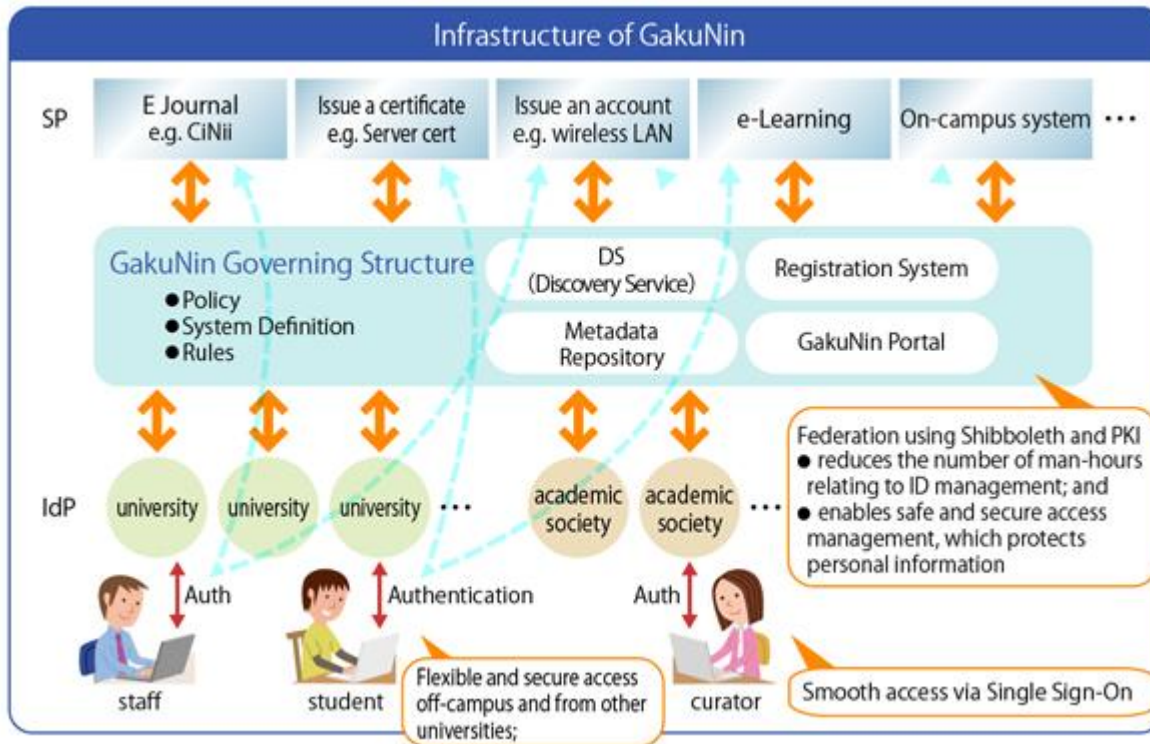 Infrastructure of GakuNin
SP
E Journal
e.g. CiNii
Issue a certificate
e.g. Server cert
Issue an account
e.g. wireless LAN
e-Learning
On-campus system
•••
GakuNin Governing Structure
●Policy
●System Definition
●Rules
DS
(Discovery Service)
Registration System
Metadada
Repository
GakuNin Portal
IdP
university
university
university
•••
academic
society
academic
society
•••
Federation using Shibboleth and PKI
● reduces the number of man-hours
relating to ID management; and
● enables safe and secure access
management, which protects
personal information
Auth
Authentication
Auth
staff
student
curator
Flexible and secure access
off-campus and from other
universities;
Smooth access via Single Sign-On